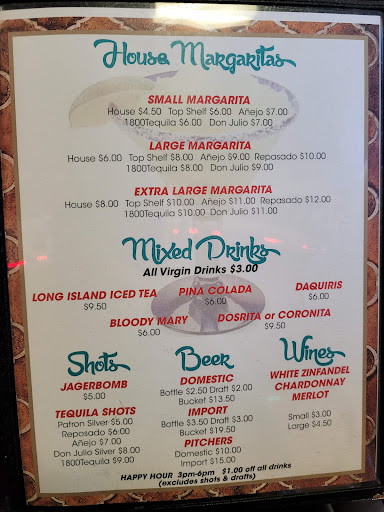 House Margaritas
SMALL MARGARITA
House $4.50 Top Shelf $6.00 Añejo $7.00
1800Tequila $6.00 Don Julio $7.00
LARGE MARGARITA
House $6.00 Top Shelf $8.00 Añejo $9.00 Repasado $10.00
1800Tequila $8.00 Don Julio $9.00
EXTRA LARGE MARGARITA
House $8.00 Top Shelf $10.00 Añejo $11.00 Repasado $12.00
1800Tequila $10.00 Don Julio $11.00
Mixed Drinks
All Virgin Drinks $3.00
LONG ISLAND ICED TEA
$9.50
PINA COLADA
$6.00
DAQUIRIS
$6.00
BLOODY MARY
$6.00
DOSRITA or CORONITA
$9.50
Shots
JAGERBOMB
$5.00
TEQUILA SHOTS
Patron Silver $5.00
Reposado $6.00
Añejo $7.00
Don Julio Silver $8.00
1800Tequila $9.00
Beer
DOMESTIC
Bottle $2.50 Draft $2.00
Bucket $13.50
IMPORT
Bottle $3.50 Draft $3.00
Bucket $19.50
PITCHERS
Domestic $10.00
Import $15.00
Wines
WHITE ZINFANDEL
CHARDONNAY
MERLOT
Small $3.00
Large $4.50
HAPPY HOUR 3pm-6pm $1.00 off all drinks
(excludes shots & drafts)